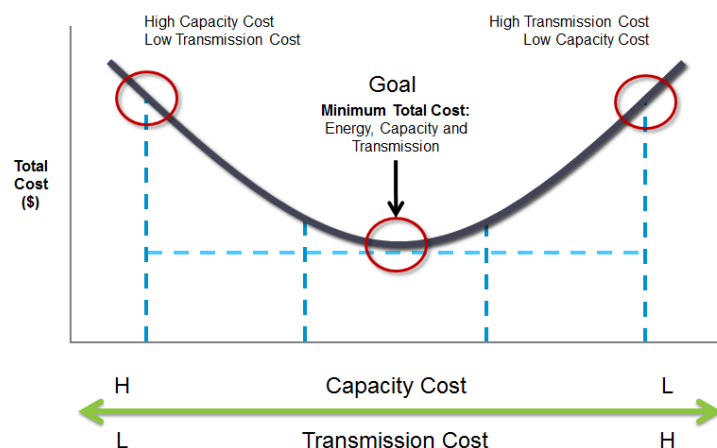 High Capacity Cost
Low Transmission Cost
High Transmission Cost
Low Capacity Cost
Goal
Minimum Total Cost:
Energy, Capacity and
Transmission
Total
Cost
($)
H Capacity Cost L
L Transmission Cost H